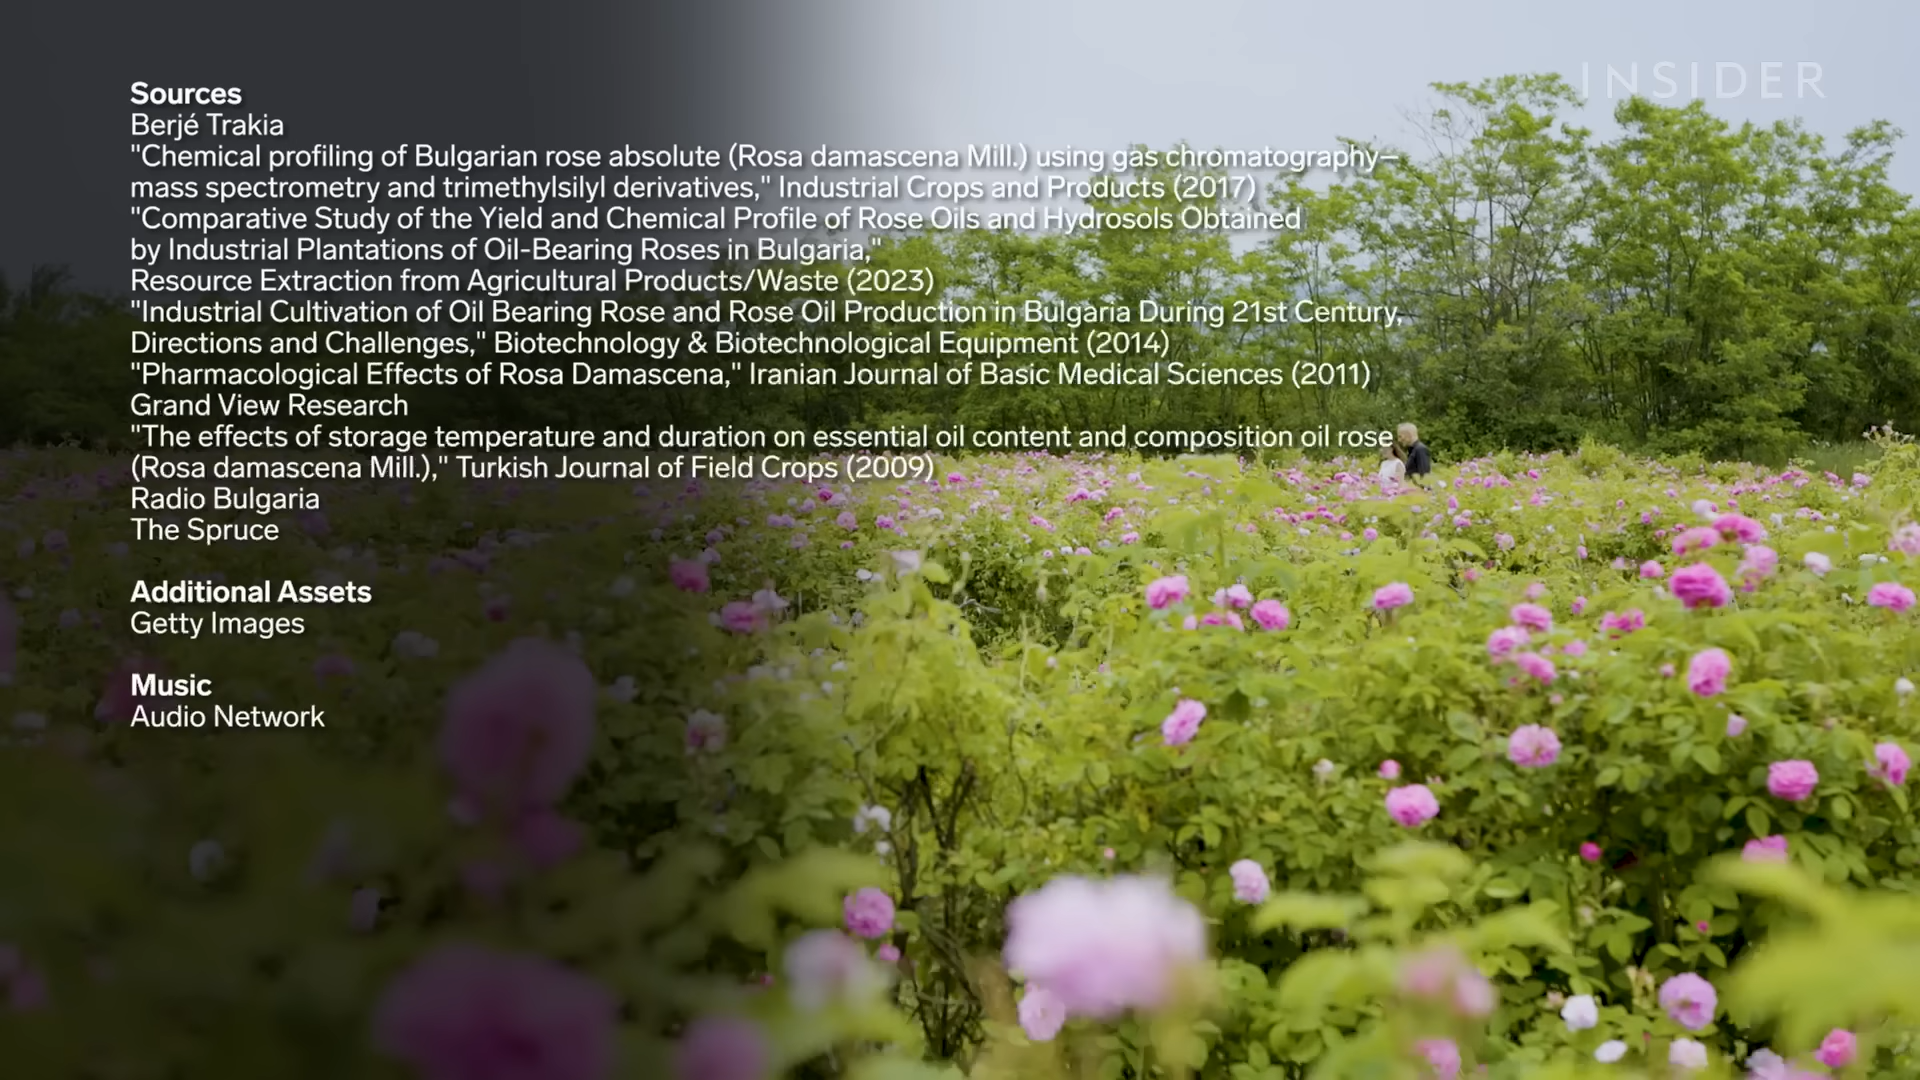 INSIDER
Sources
Berjé Trakia
"Chemical profiling of Bulgarian rose absolute (Rosa damascena Mill.) using gas chromatography–
mass spectrometry and trimethylsilyl derivatives," Industrial Crops and Products (2017)
"Comparative Study of the Yield and Chemical Profile of Rose Oils and Hydrosols Obtained
by Industrial Plantations of Oil-Bearing Roses in Bulgaria,"
Resource Extraction from Agricultural Products/Waste (2023)
"Industrial Cultivation of Oil Bearing Rose and Rose Oil Production in Bulgaria During 21st Century,
Directions and Challenges," Biotechnology & Biotechnological Equipment (2014)
"Pharmacological Effects of Rosa Damascena," Iranian Journal of Basic Medical Sciences (2011)
Grand View Research
"The effects of storage temperature and duration on essential oil content and composition oil rose
(Rosa damascena Mill.)," Turkish Journal of Field Crops (2009)
Radio Bulgaria
The Spruce
Additional Assets
Getty Images
Music
Audio Network